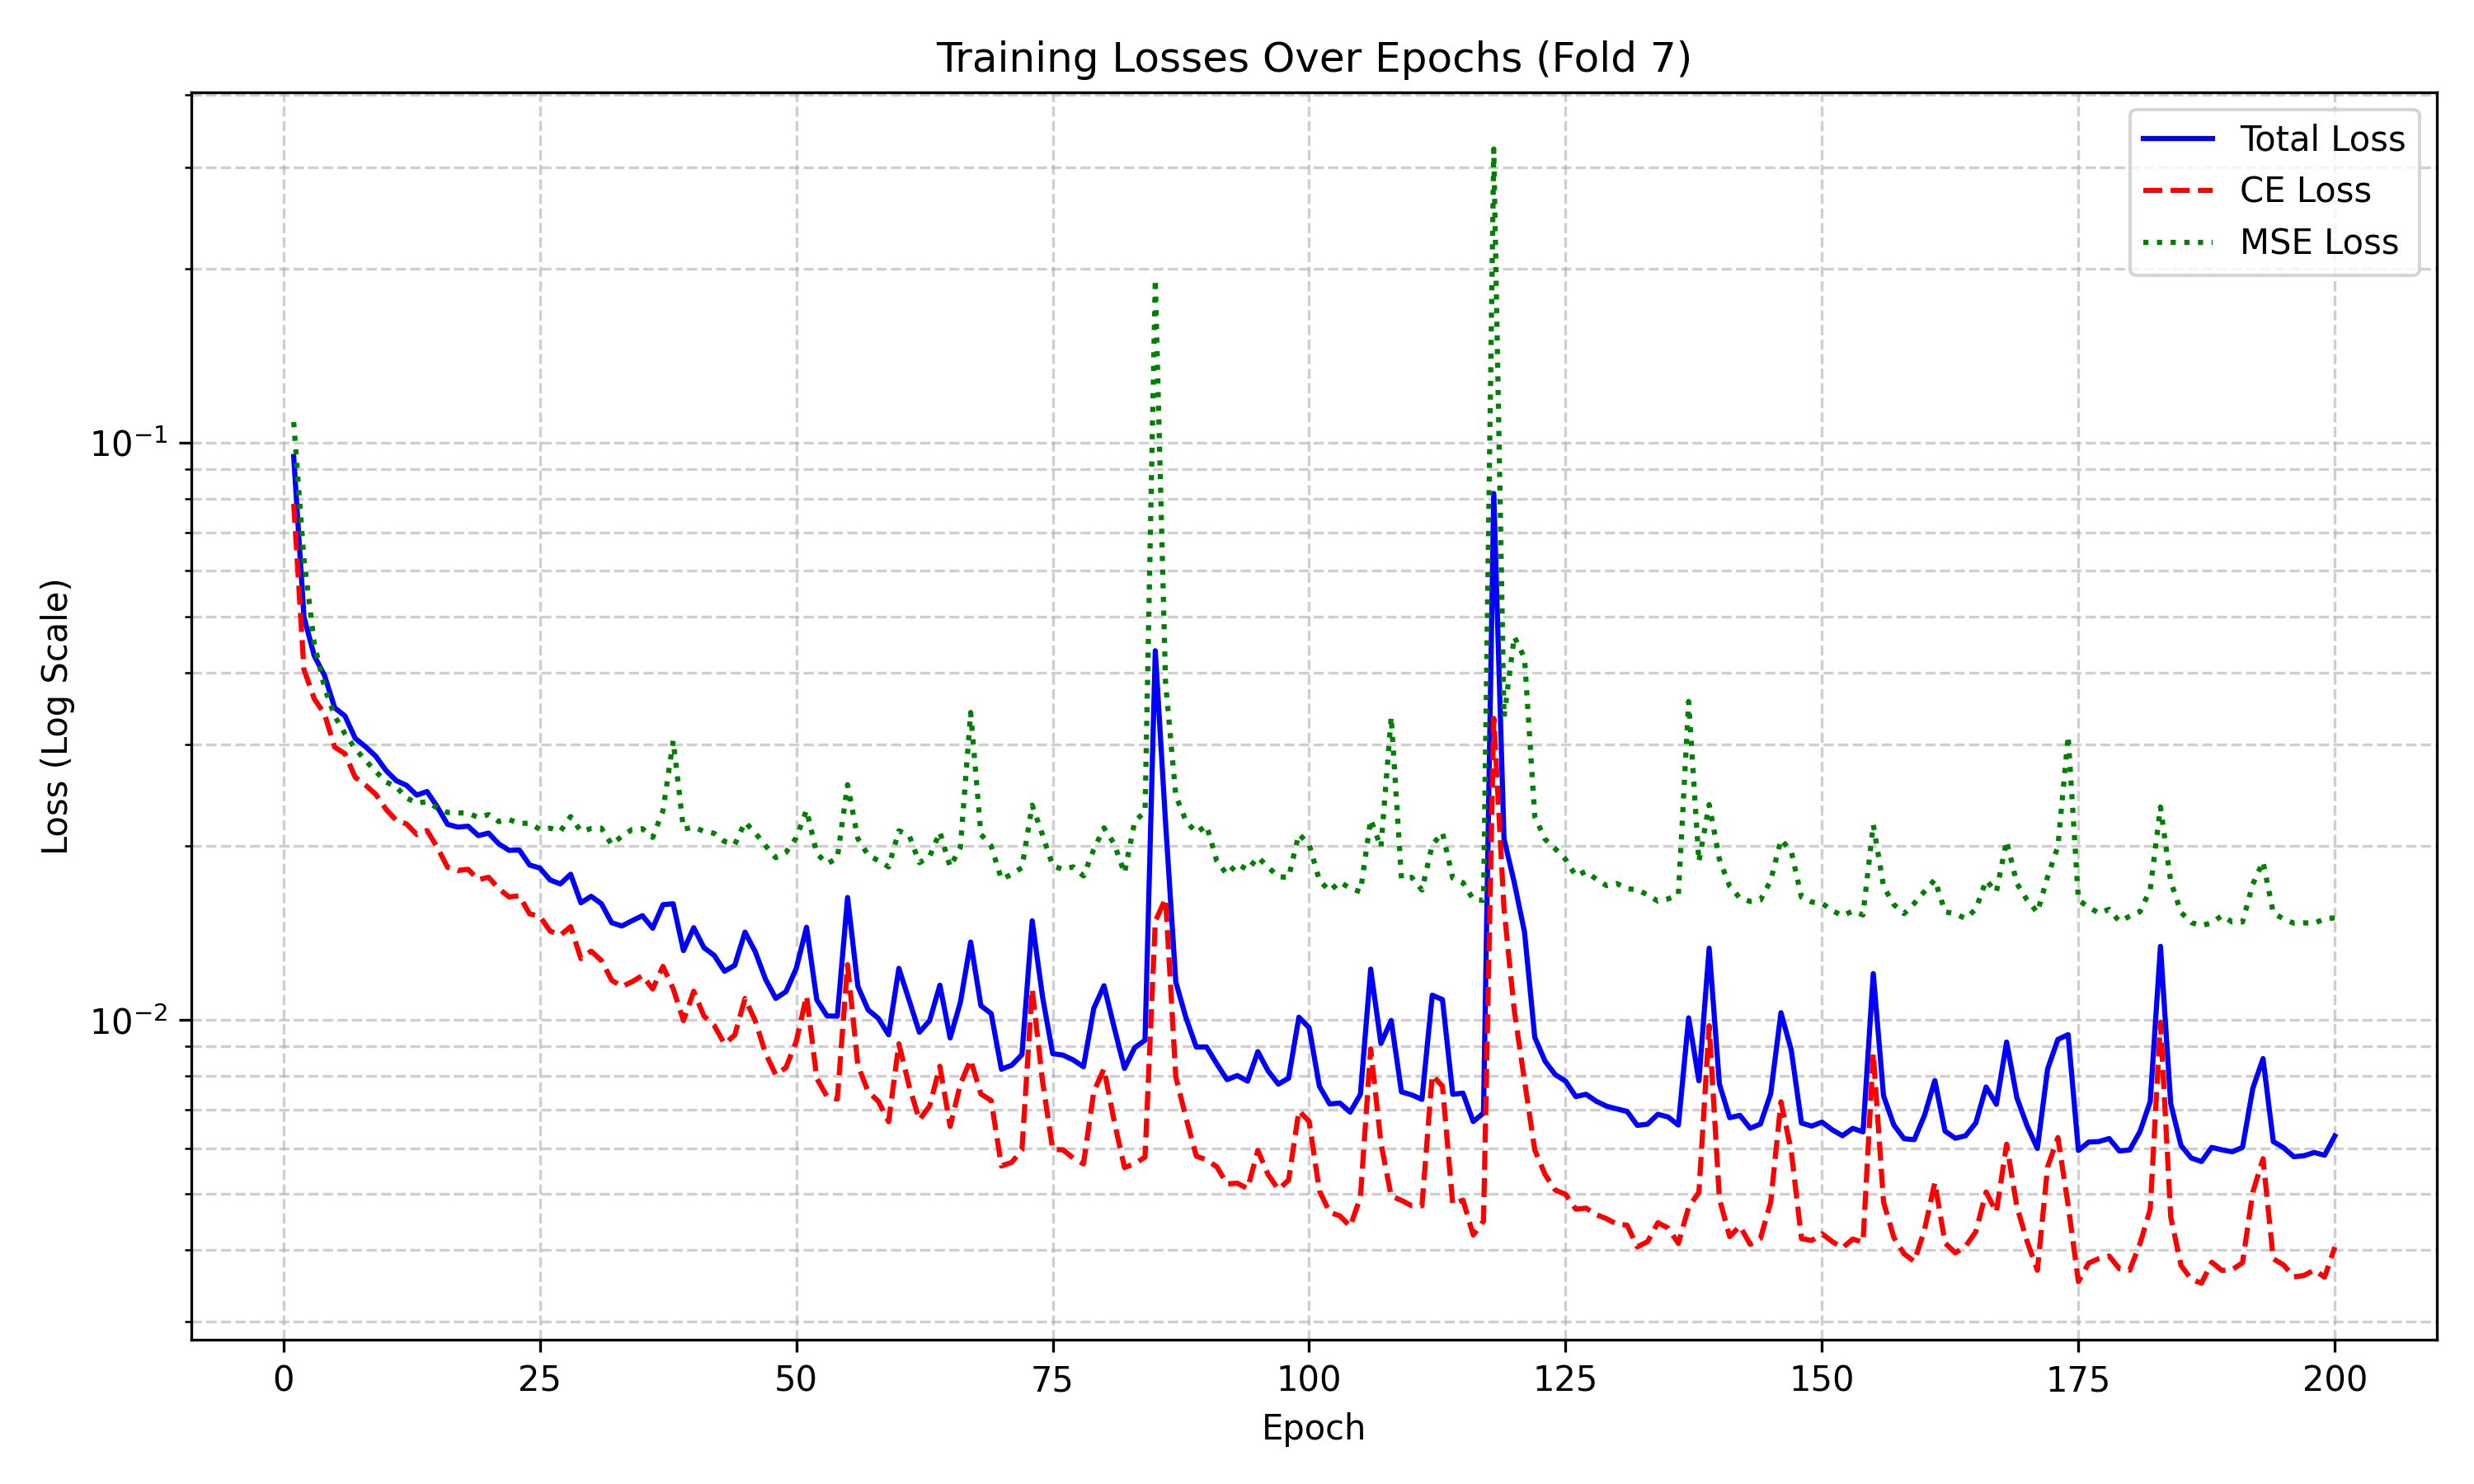 Training Losses Over Epochs (Fold 7)
Total Loss
CE Loss
MSE Loss
Loss (Log Scale)
10⁻¹
10⁻²
0 25 50 75 100 125 150 175 200
Epoch